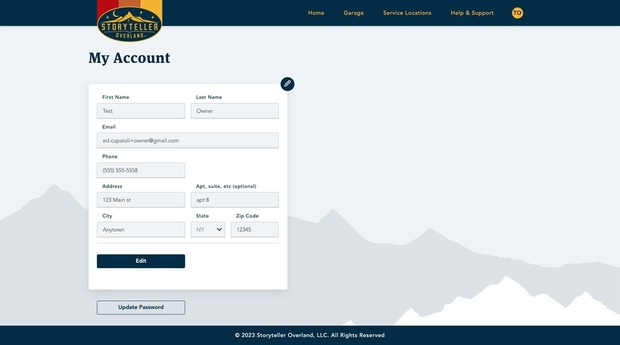 STORYTELLER
OVERLAND
Home Garage Service Locations Help & Support TO
My Account
First Name Last Name
Test Owner
Email
ed.cupaioli+owner@gmail.com
Phone
(555) 555-5558
Address Apt, suite, etc (optional)
123 Main st apt 8
City State Zip Code
Anytown NY 12345
Edit
Update Password
© 2023 Storyteller Overland, LLC. All Rights Reserved